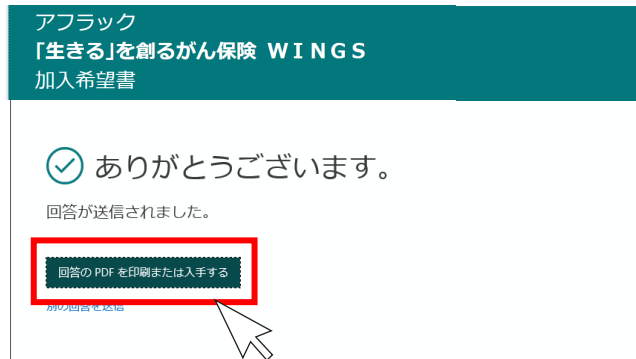 アフラック
「生きる」を創るがん保険 ＷＩＮＧＳ
加入希望書
ありがとうございます。
回答が送信されました。
回答の PDF を印刷または入手する
別の回答を送信